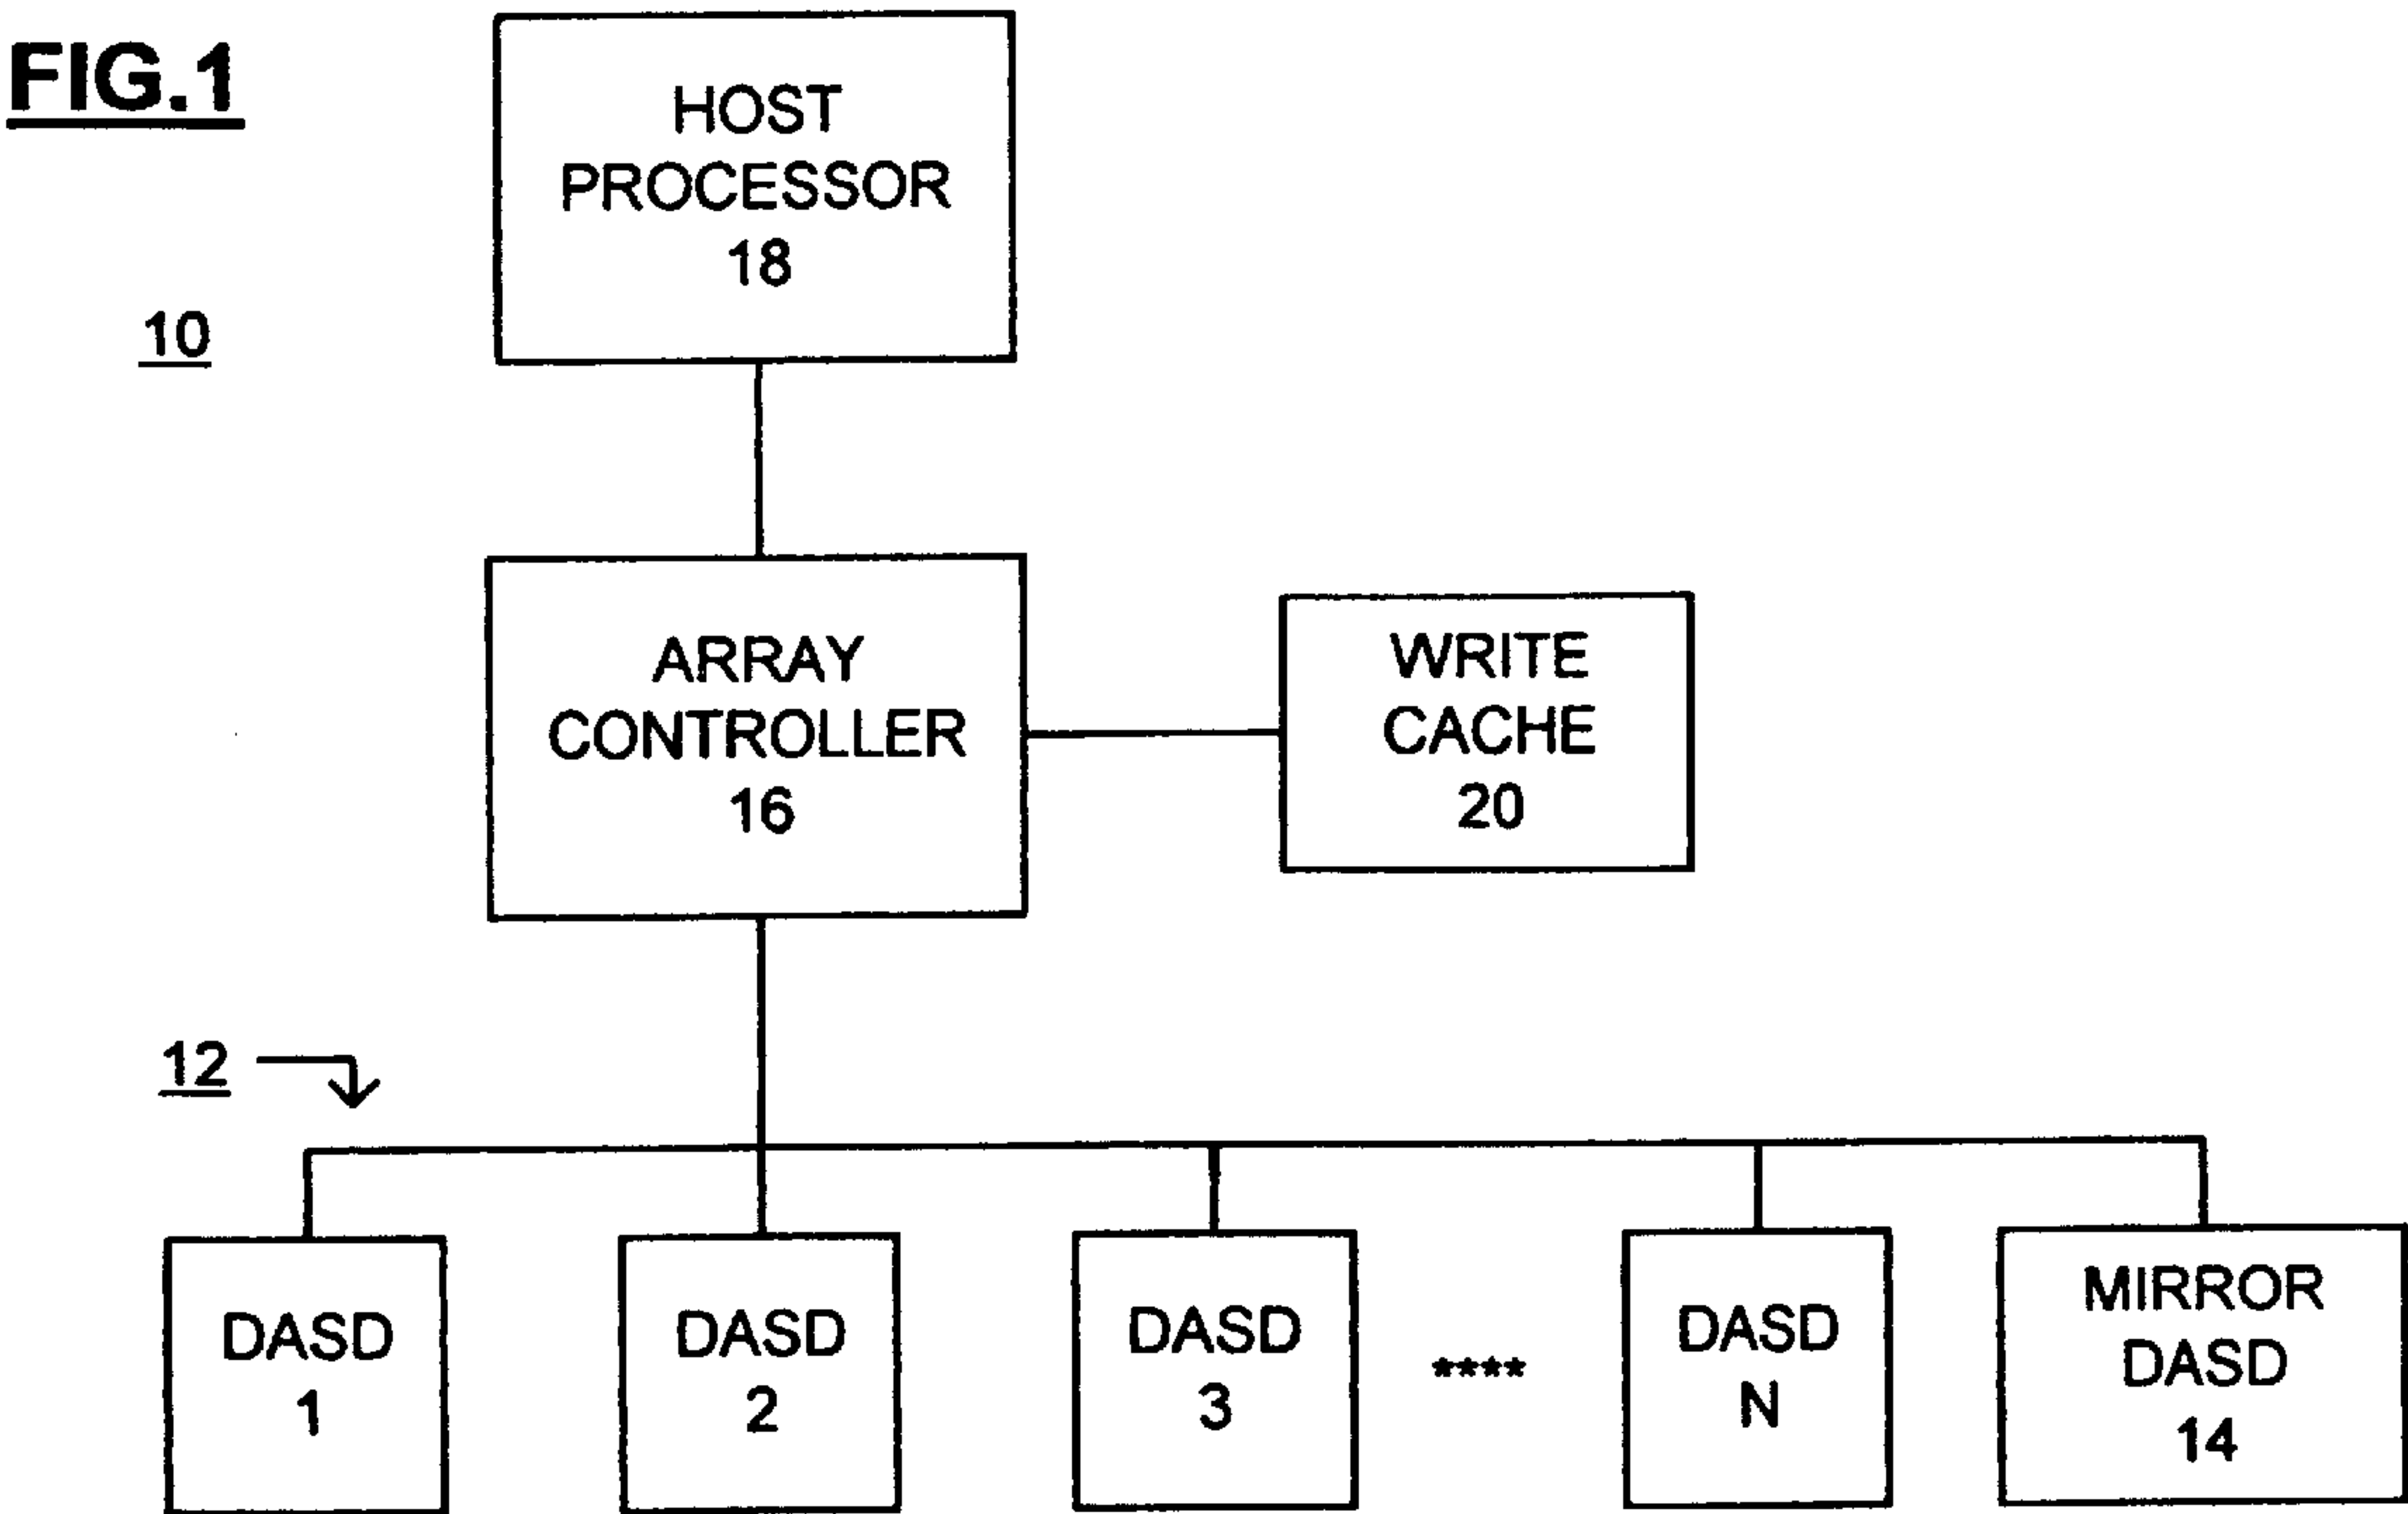 FIG.1
HOST
PROCESSOR
18
10
ARRAY
CONTROLLER
16
WRITE
CACHE
20
12
DASD
1
DASD
2
DASD
3
****
DASD
N
MIRROR
DASD
14